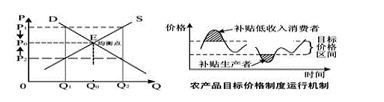 P D S
P₁
P₀ E 均衡点
P₂
0 Q₁ Q₀ Q₂ Q
价格 补贴低收入消费者
目标
价格
区间
补贴生产者 时间
农产品目标价格制度运行机制